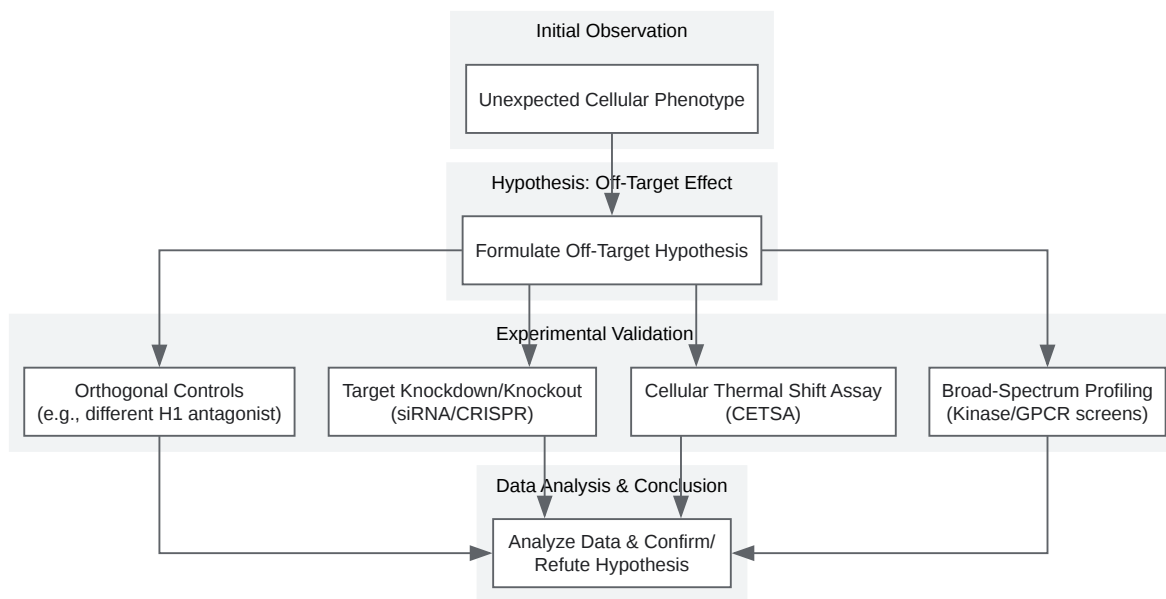 Initial Observation
Unexpected Cellular Phenotype
Hypothesis: Off-Target Effect
Formulate Off-Target Hypothesis
Experimental Validation
Orthogonal Controls
(e.g., different H1 antagonist)
Target Knockdown/Knockout
(siRNA/CRISPR)
Cellular Thermal Shift Assay
(CETSA)
Broad-Spectrum Profiling
(Kinase/GPCR screens)
Data Analysis & Conclusion
Analyze Data & Confirm/
Refute Hypothesis